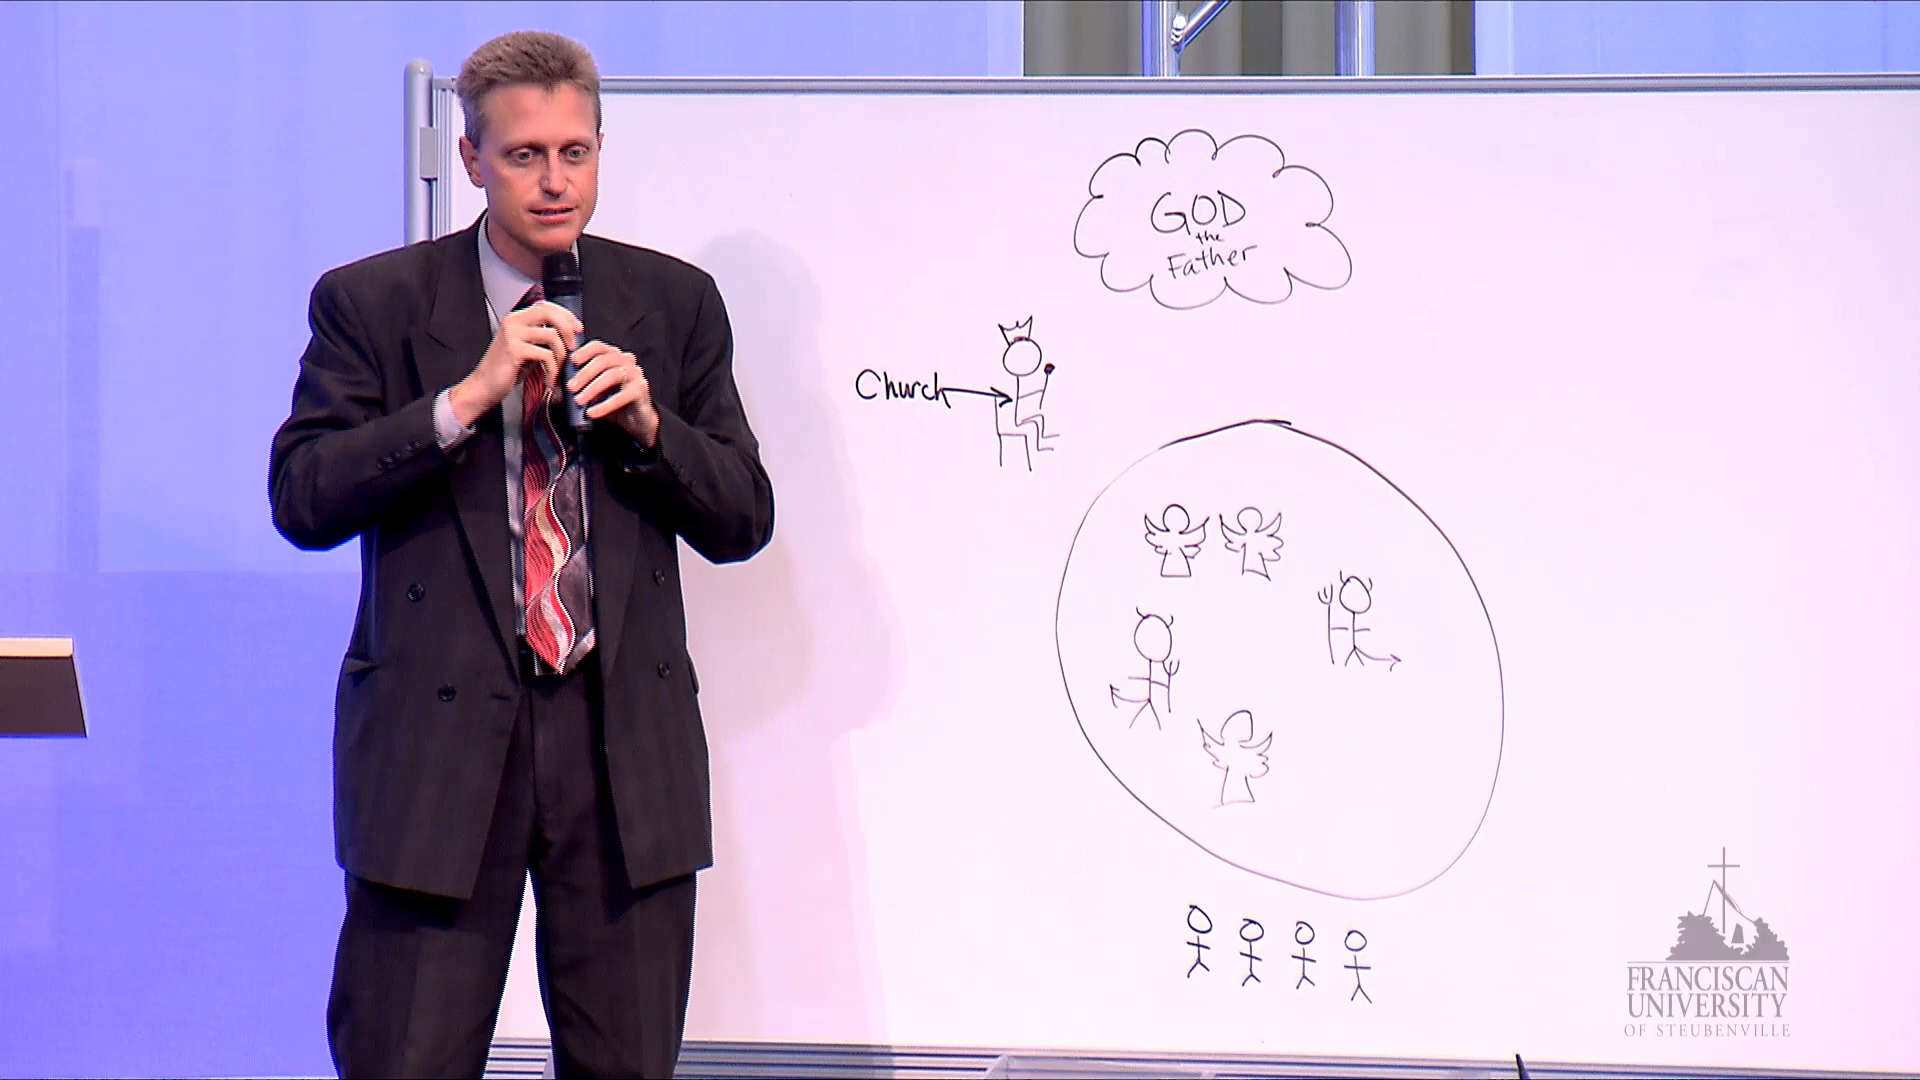 GOD
the
Father
Church
FRANCISCAN
UNIVERSITY
OF STEUBENVILLE